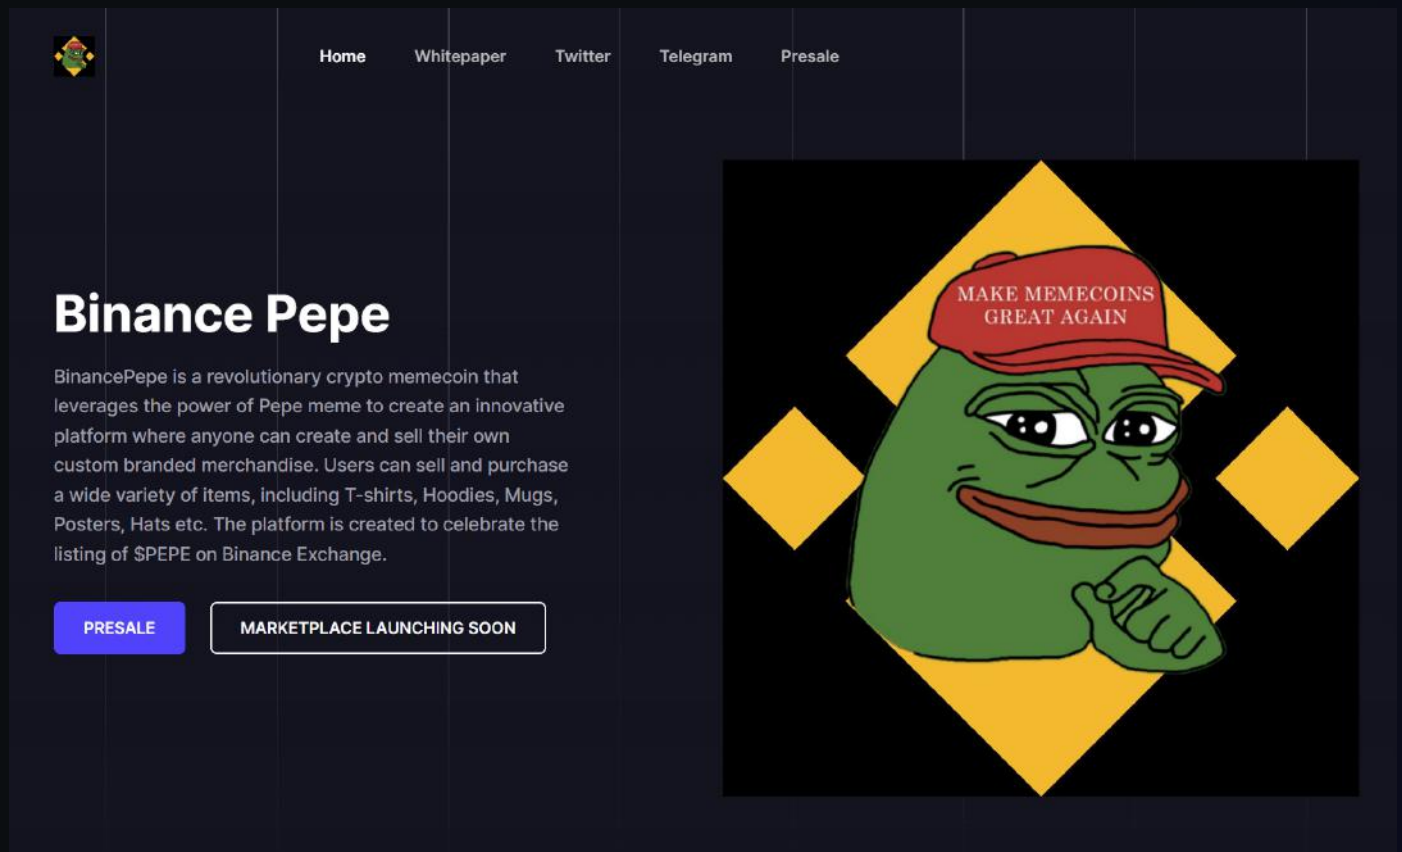 Home
Whitepaper
Twitter
Telegram
Presale
Binance Pepe
BinancePepe is a revolutionary crypto memecoin that
leverages the power of Pepe meme to create an innovative
platform where anyone can create and sell their own
custom branded merchandise. Users can sell and purchase
a wide variety of items, including T-shirts, Hoodies, Mugs,
Posters, Hats etc. The platform is created to celebrate the
listing of $PEPE on Binance Exchange.
PRESALE
MARKETPLACE LAUNCHING SOON
MAKE MEMECOINS
GREAT AGAIN